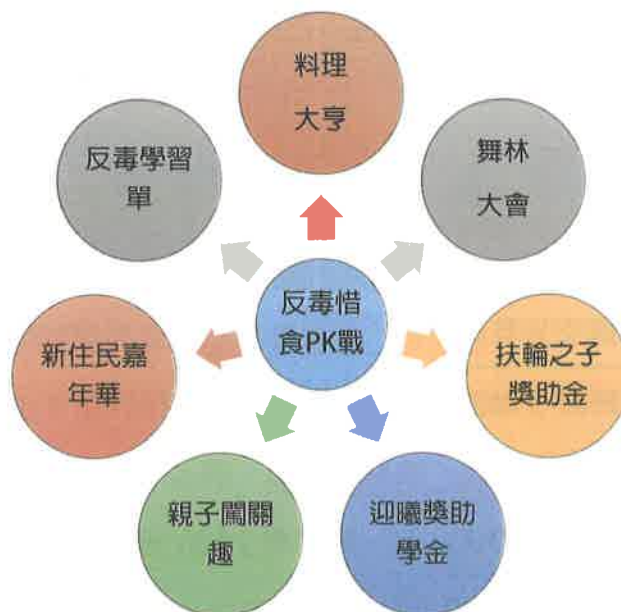 料理
大亨
舞林
大會
扶輪之子
獎助金
迎曦獎助
學金
親子闖關
趣
新住民嘉
年華
反毒學習
單
反毒惜
食PK戰